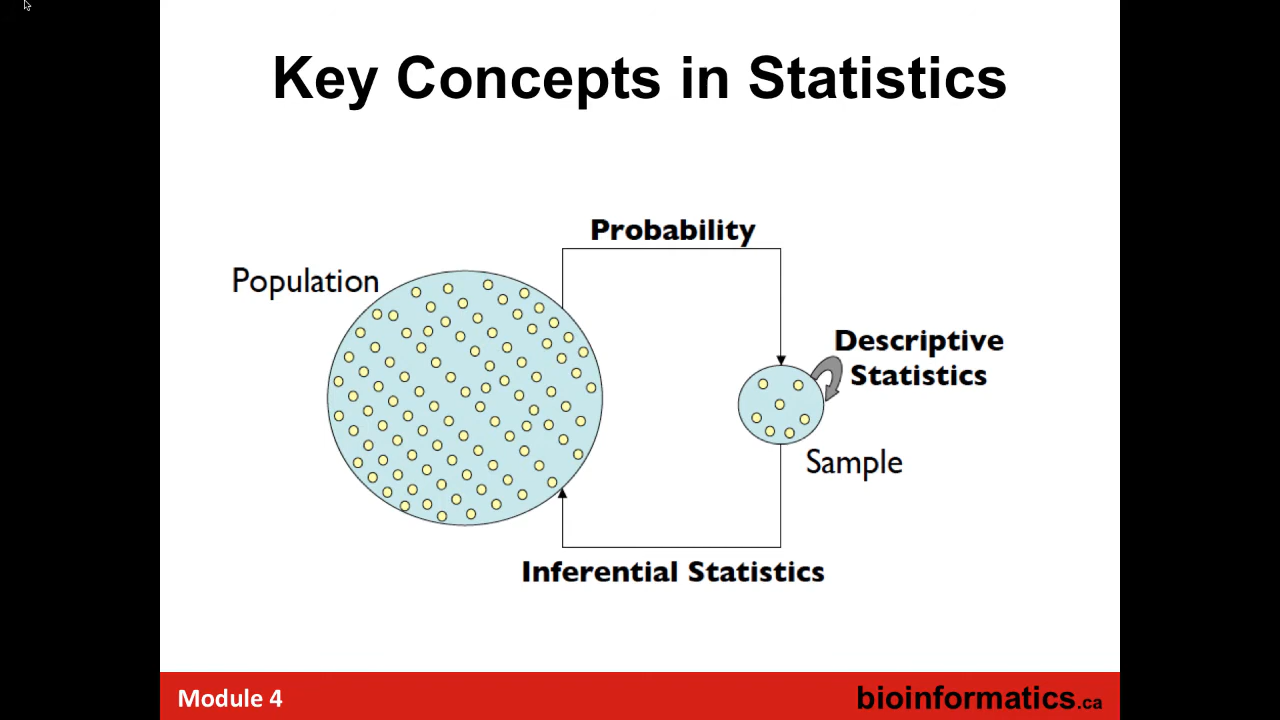 Key Concepts in Statistics
Probability
Population
Descriptive
Statistics
Sample
Inferential Statistics
Module 4
bioinformatics.ca